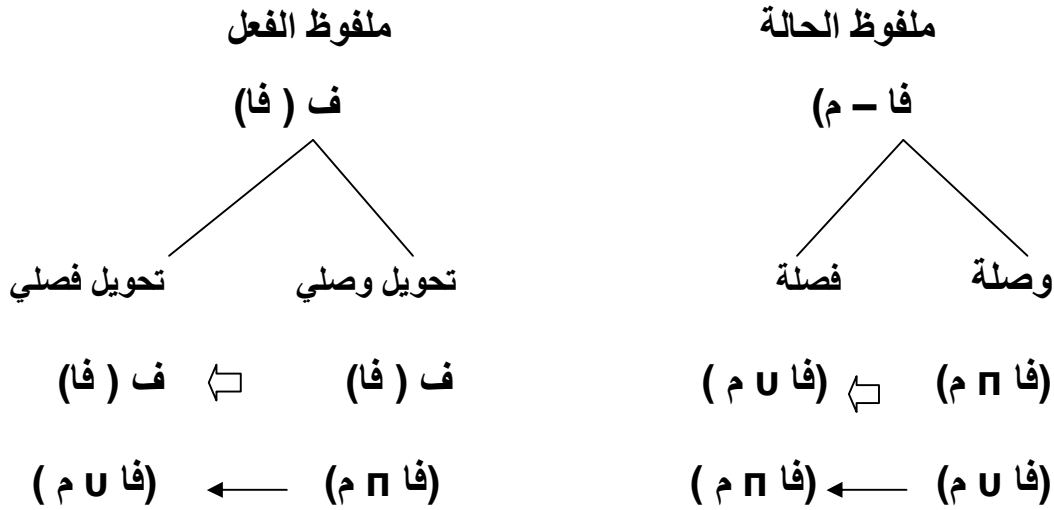 ملفوظ الحالة ملفوظ الفعل
فا – م) ف ( فا)
وصلة فصلة تحويل وصلي تحويل فصلي
(فا п م) (فا ∪ م ) ف ( فا) ف ( فا)
(فا ∪ م) (فا п م ) (فا п م) (فا ∪ م )